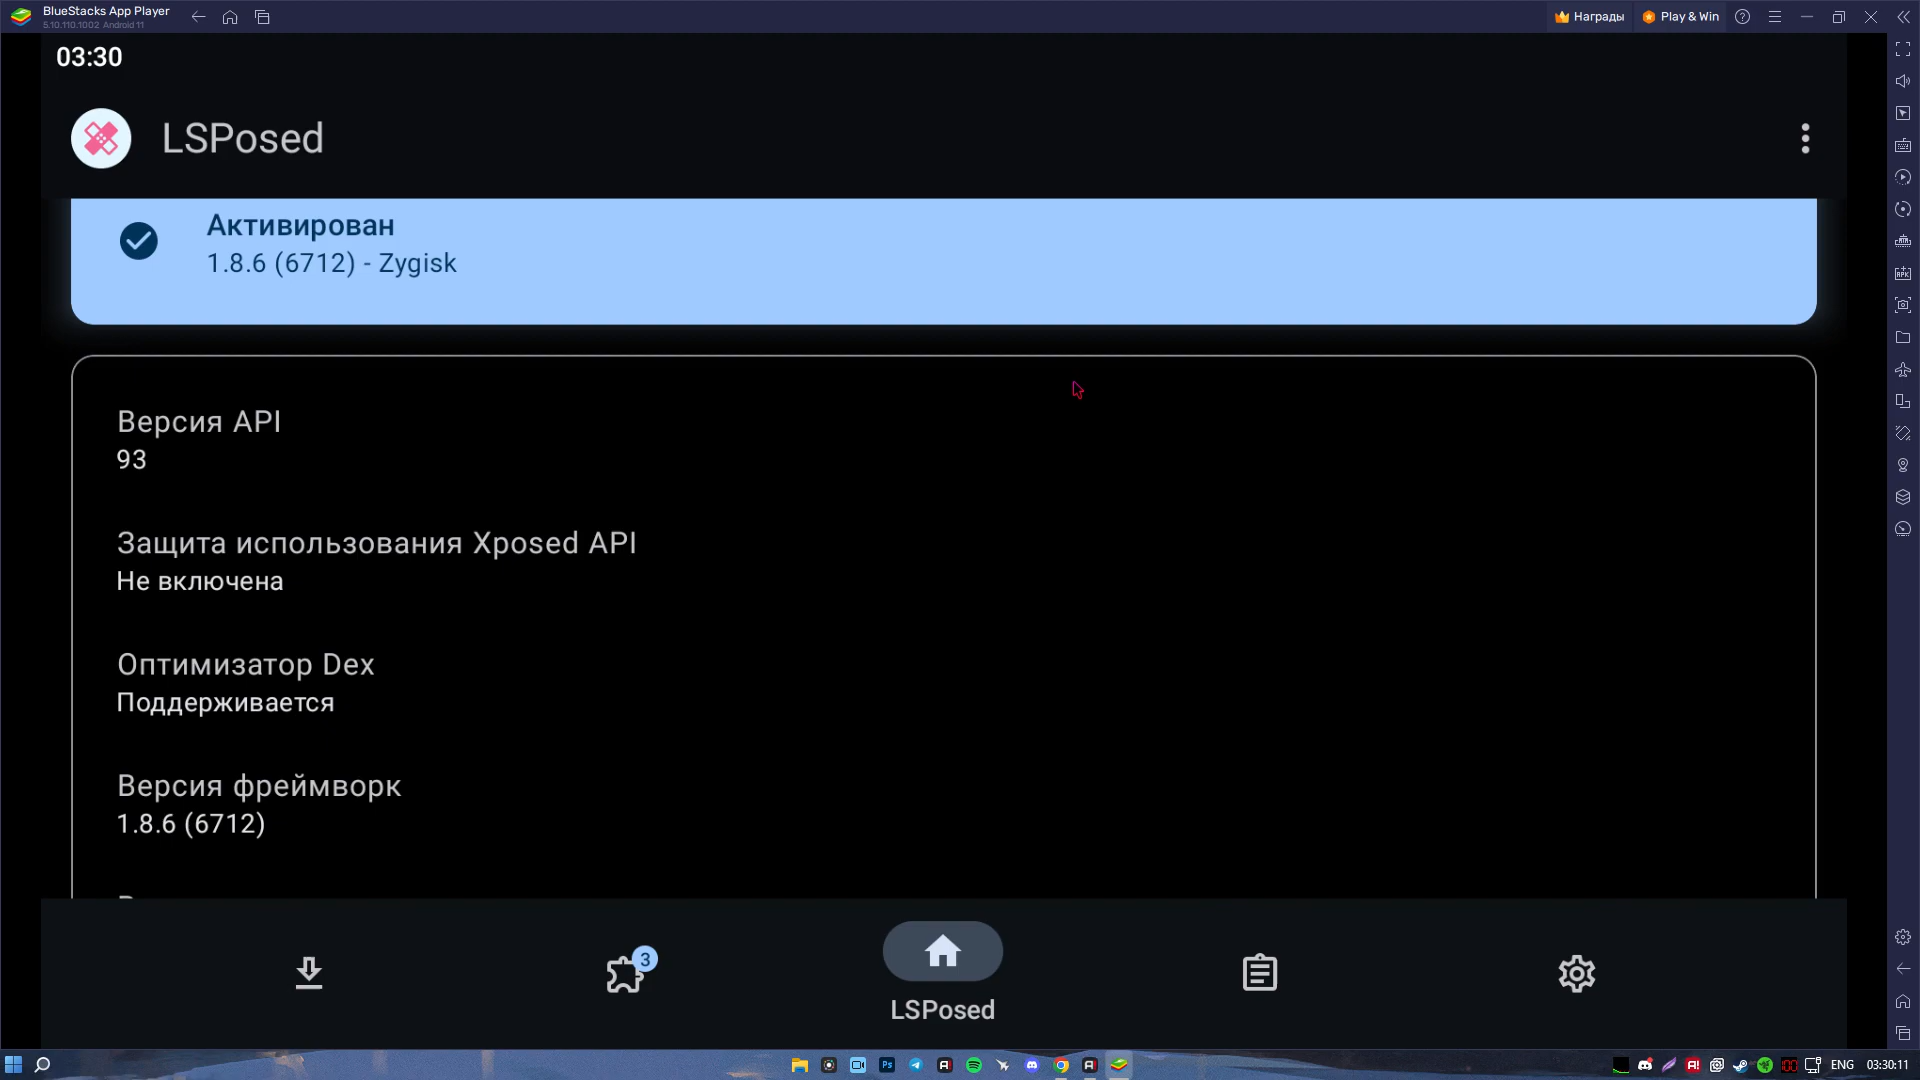 BlueStacks App Player
5.10.110.1002 Android 11
Награды
Play & Win
03:30
LSPosed
Активирован
1.8.6 (6712) - Zygisk
Версия API
93
Защита использования Xposed API
Не включена
Оптимизатор Dex
Поддерживается
Версия фреймворк
1.8.6 (6712)
3
LSPosed
ENG
03:30:11